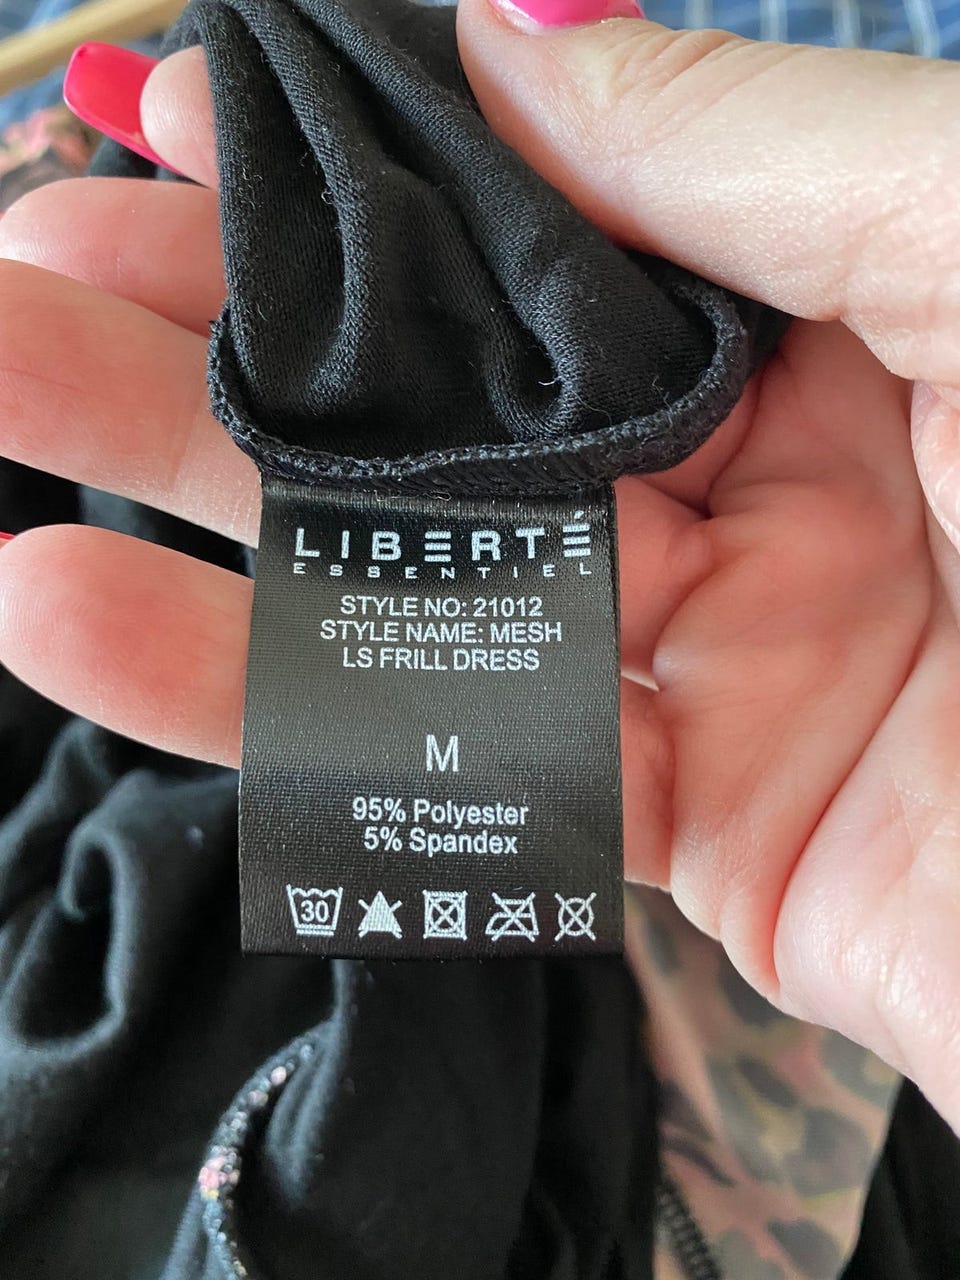 LIBERTÉ
ESSENTIEL
STYLE NO: 21012
STYLE NAME: MESH
LS FRILL DRESS
M
95% Polyester
5% Spandex
30